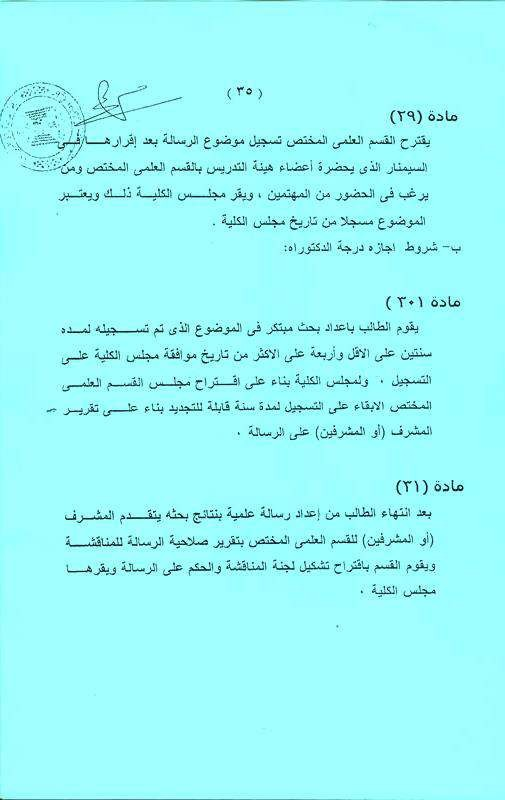 ( ٣٥ )
مادة (٢٩)
يقترح القسم العلمى المختص تسجيل موضوع الرسالة بعد إقرارها فى
السيمنار الذى يحضرة أعضاء هيئة التدريس بالقسم العلمى المختص ومن
يرغب فى الحضور من المهتمين ، ويقر مجلس الكلية ذلك ويعتبر
الموضوع مسجلا من تاريخ مجلس الكلية .
ب- شروط اجازه درجة الدكتوراه:
مادة (٣٠١ )
يقوم الطالب باعداد بحث مبتكر فى الموضوع الذى تم تسجيله لمده
سنتين على الاقل وأربعة على الاكثر من تاريخ موافقة مجلس الكلية على
التسجيل . ولمجلس الكلية بناء على اقتراح مجلس القسم العلمى
المختص الابقاء على التسجيل لمدة سنة قابلة للتجديد بناء على تقرير
المشرف (أو المشرفين) على الرسالة .
مادة (٣١)
بعد انتهاء الطالب من إعداد رسالة علمية بنتائج بحثه يتقدم المشرف
(أو المشرفين) للقسم العلمى المختص بتقرير صلاحية الرسالة للمناقشة
ويقوم القسم باقتراح تشكيل لجنة المناقشة والحكم على الرسالة ويقرها
مجلس الكلية .